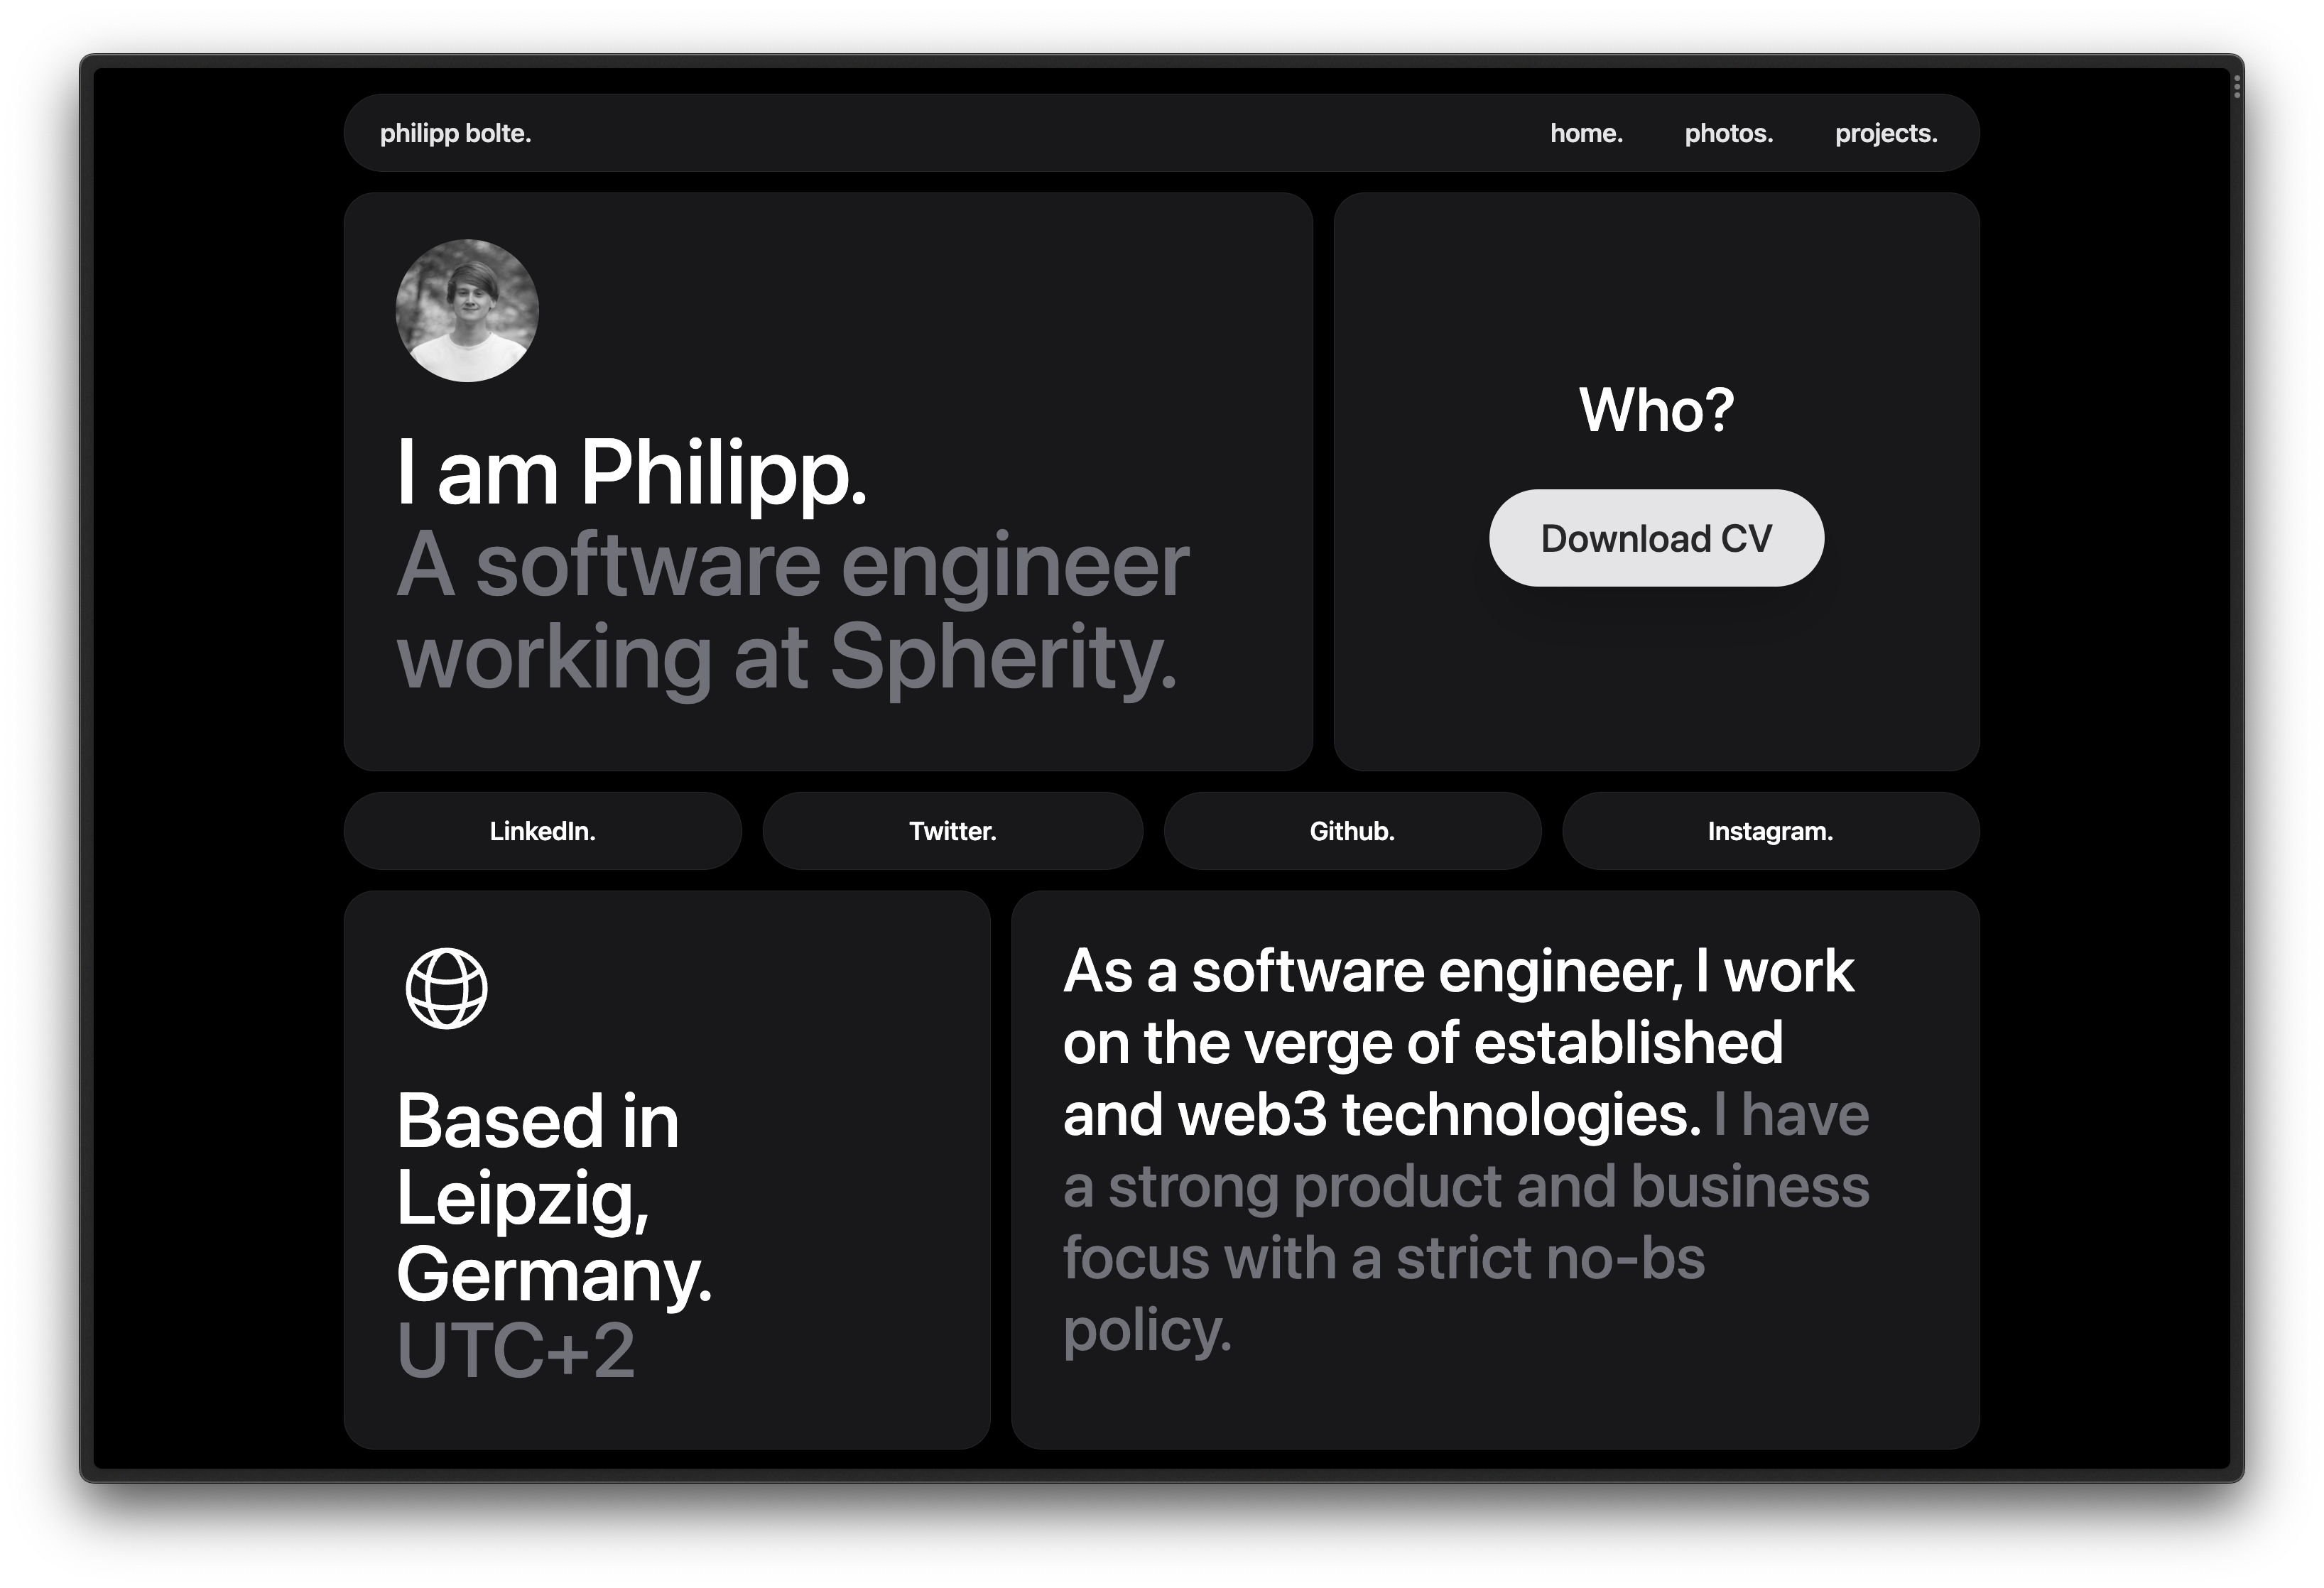 philipp bolte.
home. photos. projects.
I am Philipp.
A software engineer
working at Spherity.
Who?
Download CV
LinkedIn. Twitter. Github. Instagram.
Based in
Leipzig,
Germany.
UTC+2
As a software engineer, I work
on the verge of established
and web3 technologies. I have
a strong product and business
focus with a strict no-bs
policy.